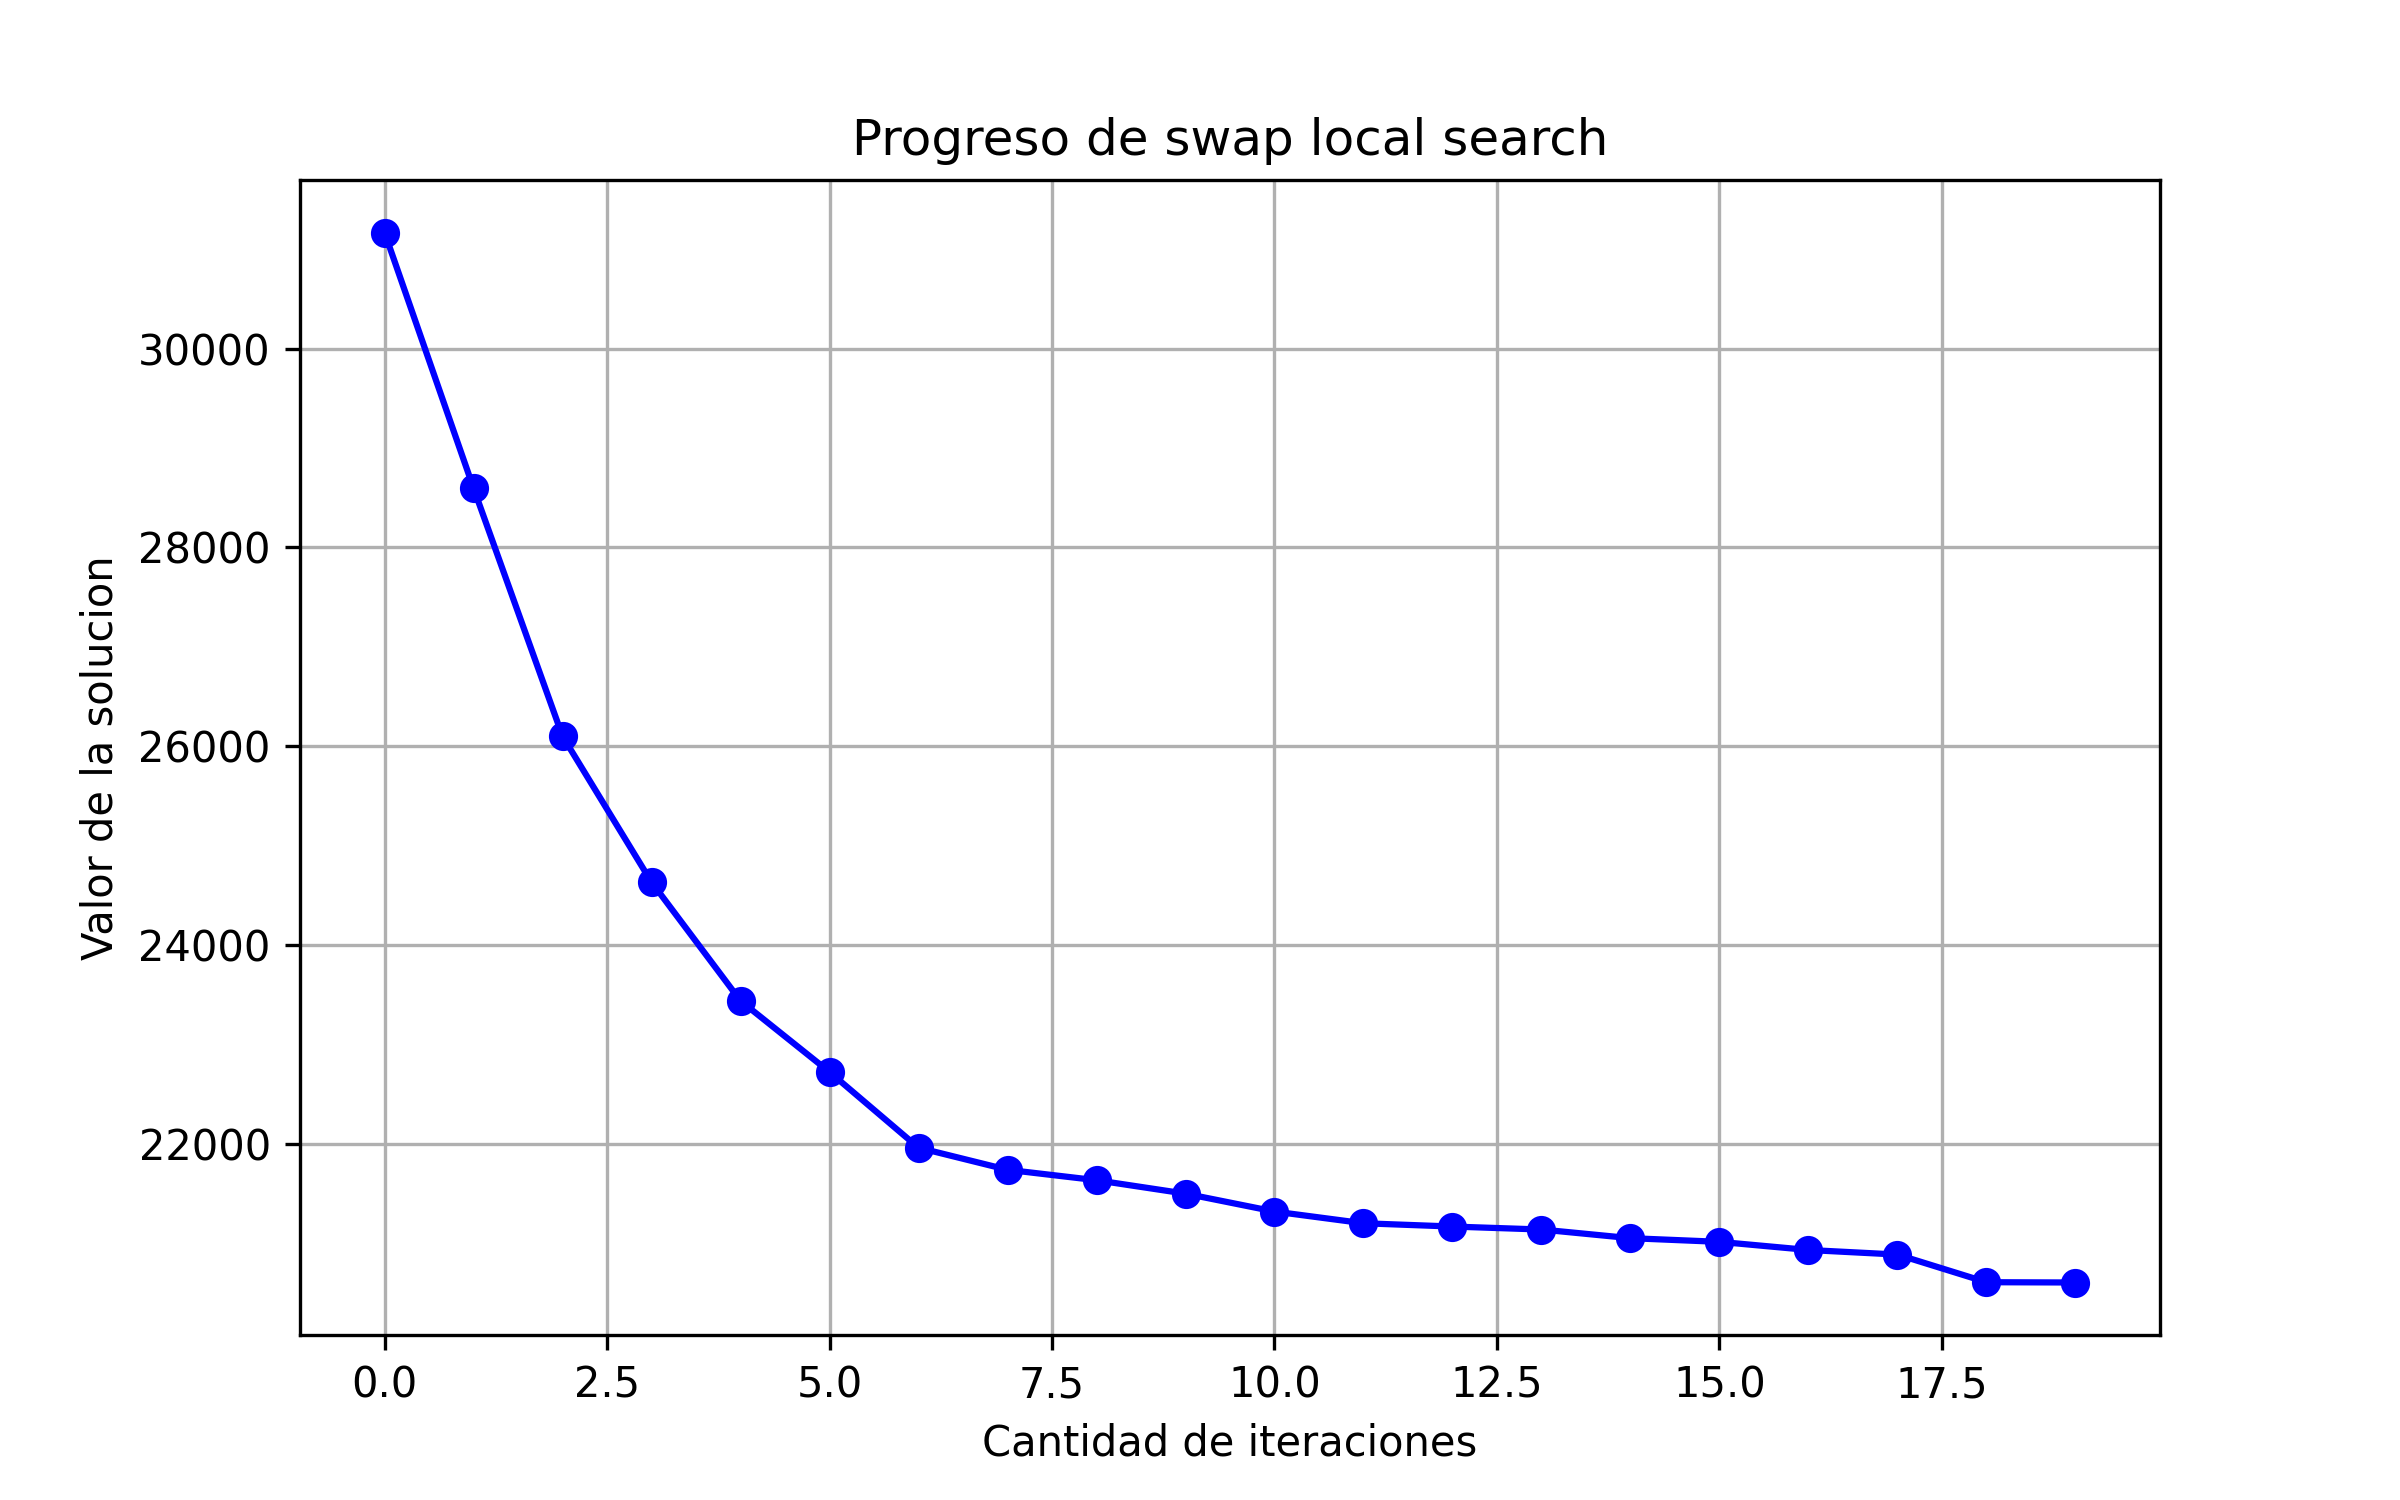 Progreso de swap local search
Valor de la solucion
30000
28000
26000
24000
22000
0.0 2.5 5.0 7.5 10.0 12.5 15.0 17.5
Cantidad de iteraciones